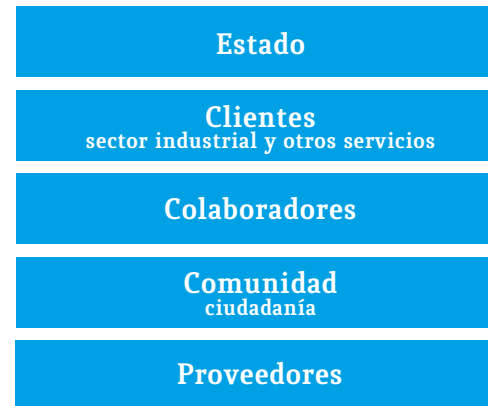 Estado
Clientes
sector industrial y otros servicios
Colaboradores
Comunidad
ciudadanía
Proveedores